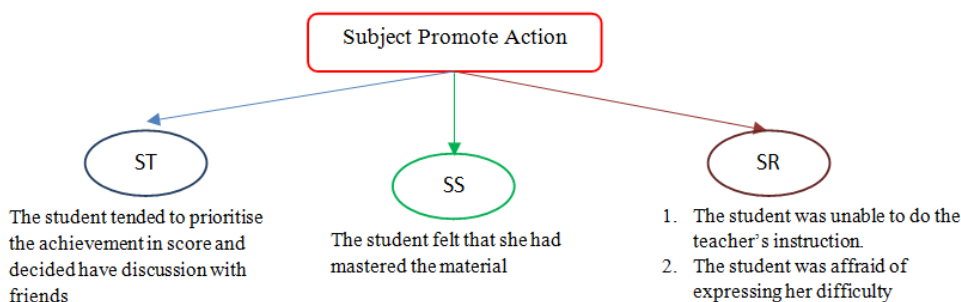 Subject Promote Action
ST
The student tended to prioritise
the achievement in score and
decided have discussion with
friends
SS
The student felt that she had
mastered the material
SR
1. The student was unable to do the
teacher's instruction.
2. The student was affraid of
expressing her difficulty